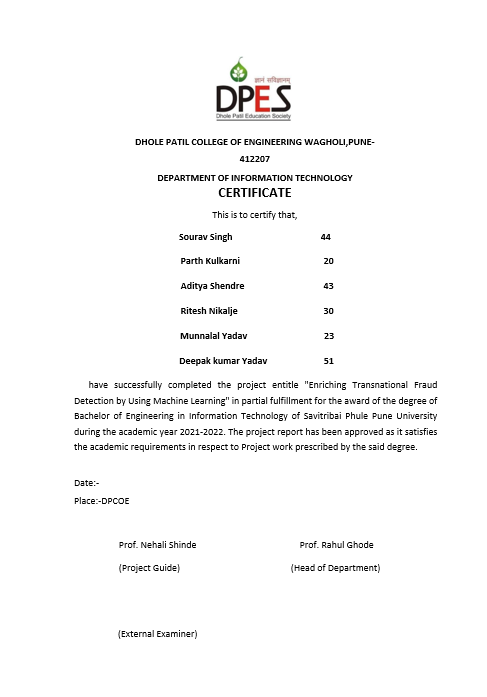 ज्ञानं सर्वविज्ञानम्
DPES
Dhole Patil Education Society
DHOLE PATIL COLLEGE OF ENGINEERING WAGHOLI,PUNE-
412207
DEPARTMENT OF INFORMATION TECHNOLOGY
CERTIFICATE
This is to certify that,
Sourav Singh 44
Parth Kulkarni 20
Aditya Shendre 43
Ritesh Nikalje 30
Munnalal Yadav 23
Deepak kumar Yadav 51
have successfully completed the project entitle "Enriching Transnational Fraud
Detection by Using Machine Learning" in partial fulfillment for the award of the degree of
Bachelor of Engineering in Information Technology of Savitribai Phule Pune University
during the academic year 2021-2022. The project report has been approved as it satisfies
the academic requirements in respect to Project work prescribed by the said degree.
Date:-
Place:-DPCOE
Prof. Nehali Shinde Prof. Rahul Ghode
(Project Guide) (Head of Department)
(External Examiner)